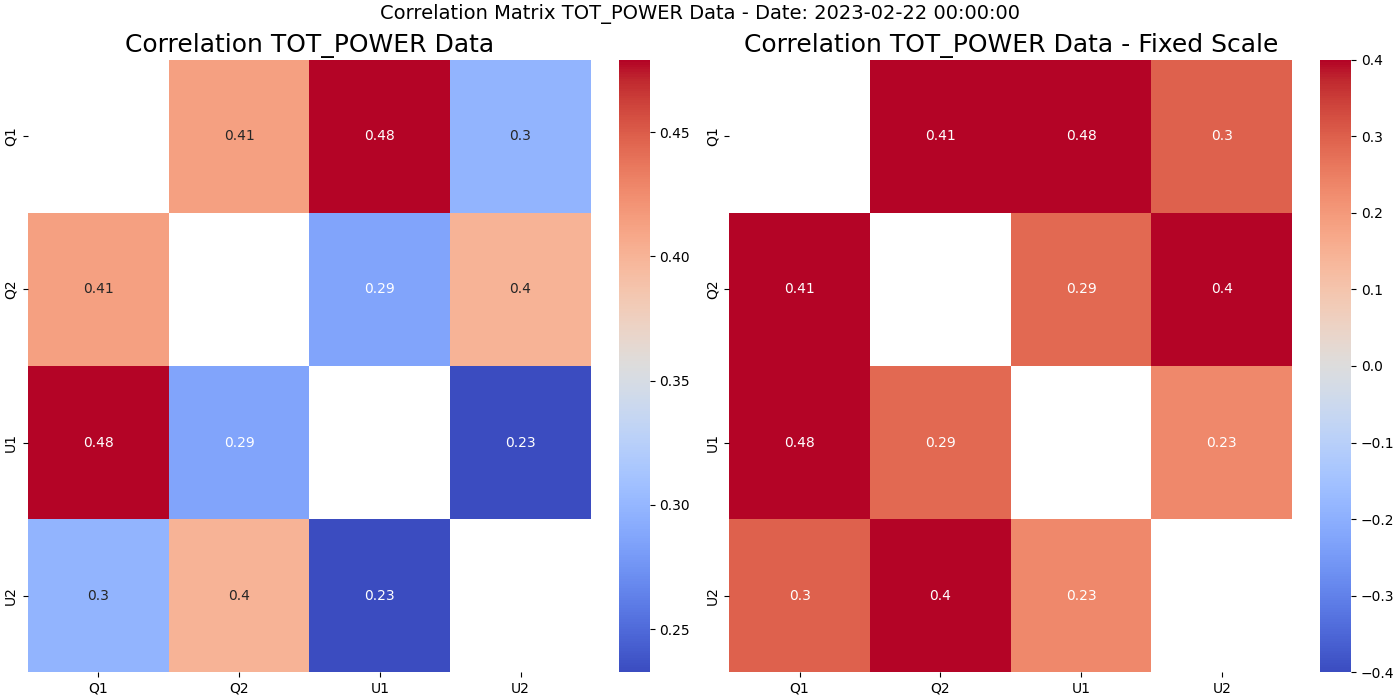 Correlation Matrix TOT_POWER Data - Date: 2023-02-22 00:00:00
Correlation TOT_POWER Data
Q1
0.41
0.48
0.3
Q2
0.41
0.29
0.4
U1
0.48
0.29
0.23
U2
0.3
0.4
0.23
Q1
Q2
U1
U2
0.45
0.40
0.35
0.30
0.25
Correlation TOT_POWER Data - Fixed Scale
Q1
0.41
0.48
0.3
Q2
0.41
0.29
0.4
U1
0.48
0.29
0.23
U2
0.3
0.4
0.23
Q1
Q2
U1
U2
0.4
0.3
0.2
0.1
0.0
−0.1
−0.2
−0.3
−0.4